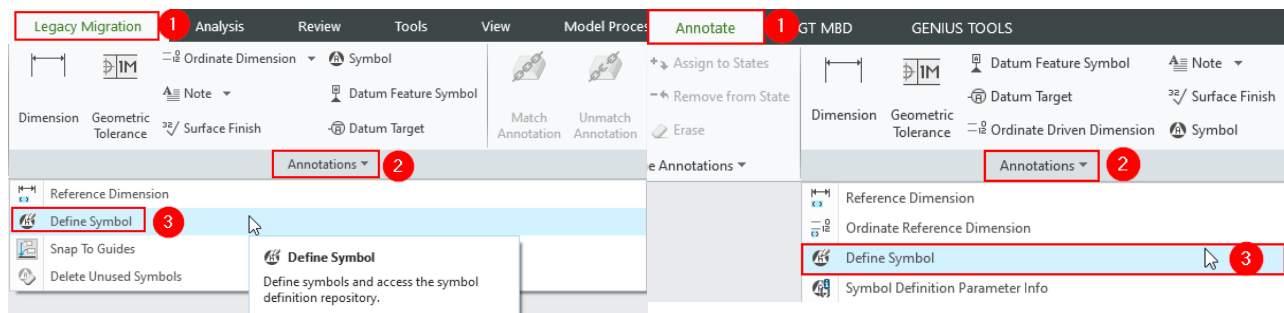 Legacy Migration 1 Analysis Review Tools View Model Proces
Ordinate Dimension Symbol
1M
A Note Datum Feature Symbol
Dimension Geometric Tolerance 32/ Surface Finish Datum Target
Match Annotation Unmatch Annotation
Annotations 2
Reference Dimension
Define Symbol 3
Snap To Guides
Delete Unused Symbols
Define Symbol
Define symbols and access the symbol
definition repository.
Annotate 1 GT MBD GENIUS TOOLS
Assign to States
Remove from State
Erase
e Annotations
1M
Dimension Geometric Tolerance
Datum Feature Symbol A Note
Datum Target 32/ Surface Finish
Ordinate Driven Dimension Symbol
Annotations 2
Reference Dimension
Ordinate Reference Dimension
Define Symbol 3
Symbol Definition Parameter Info